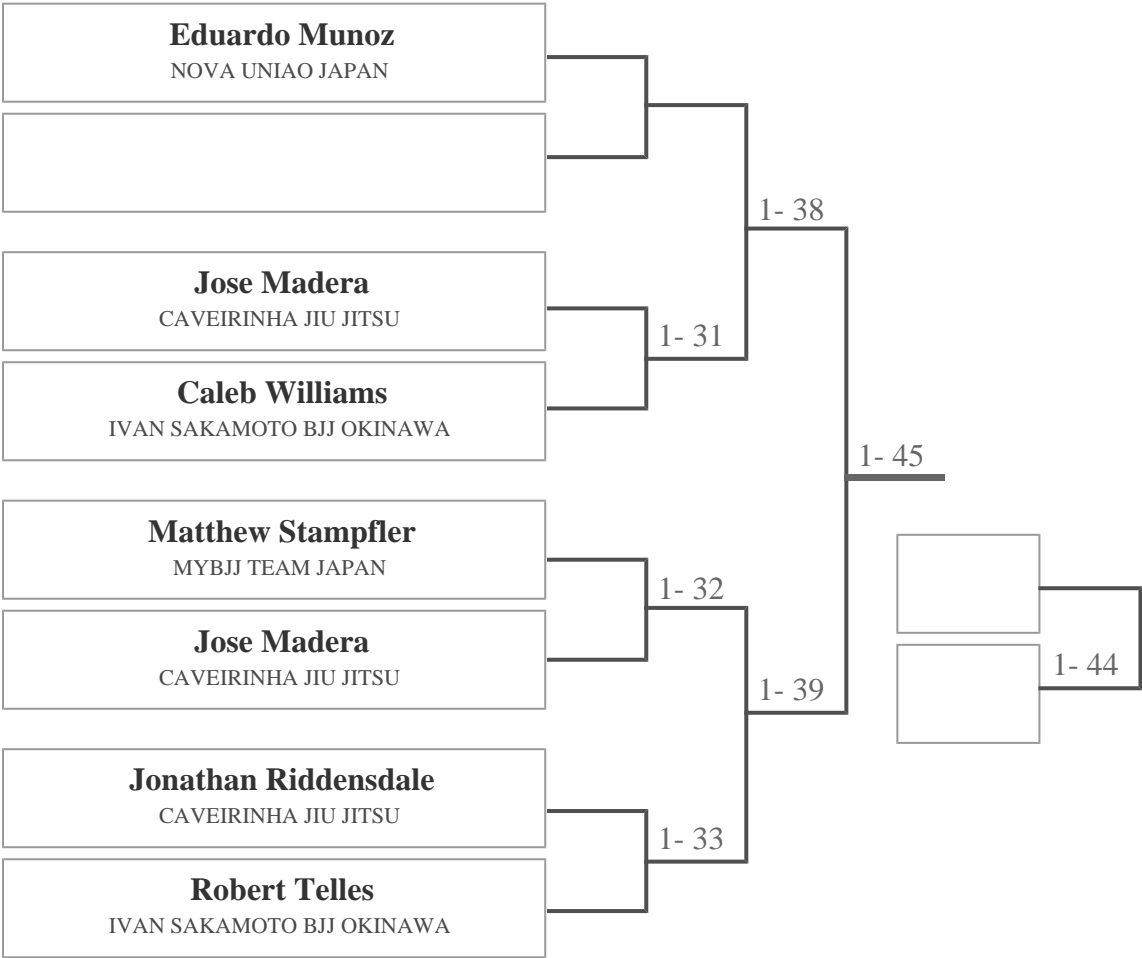 Eduardo Munoz
NOVA UNIAO JAPAN
1- 38
Jose Madera
CAVEIRINHA JIU JITSU
1- 31
Caleb Williams
IVAN SAKAMOTO BJJ OKINAWA
1- 45
Matthew Stampfler
MYBJJ TEAM JAPAN
1- 32
Jose Madera
CAVEIRINHA JIU JITSU
1- 39
1- 44
Jonathan Riddensdale
CAVEIRINHA JIU JITSU
1- 33
Robert Telles
IVAN SAKAMOTO BJJ OKINAWA